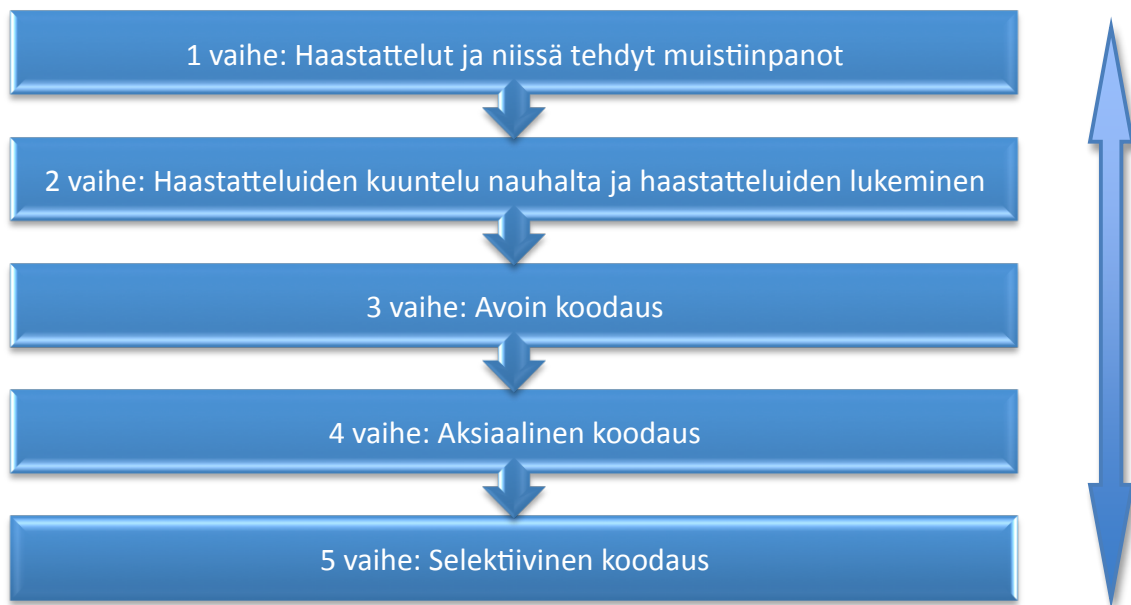 1 vaihe: Haastattelut ja niissä tehdyt muistiinpanot
2 vaihe: Haastatteluiden kuuntelu nauhalta ja haastatteluiden lukeminen
3 vaihe: Avoin koodaus
4 vaihe: Aksiaalinen koodaus
5 vaihe: Selektiivinen koodaus